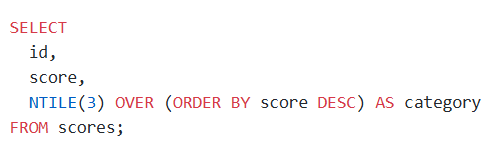 SELECT
  id,
  score,
  NTILE(3) OVER (ORDER BY score DESC) AS category
FROM scores;